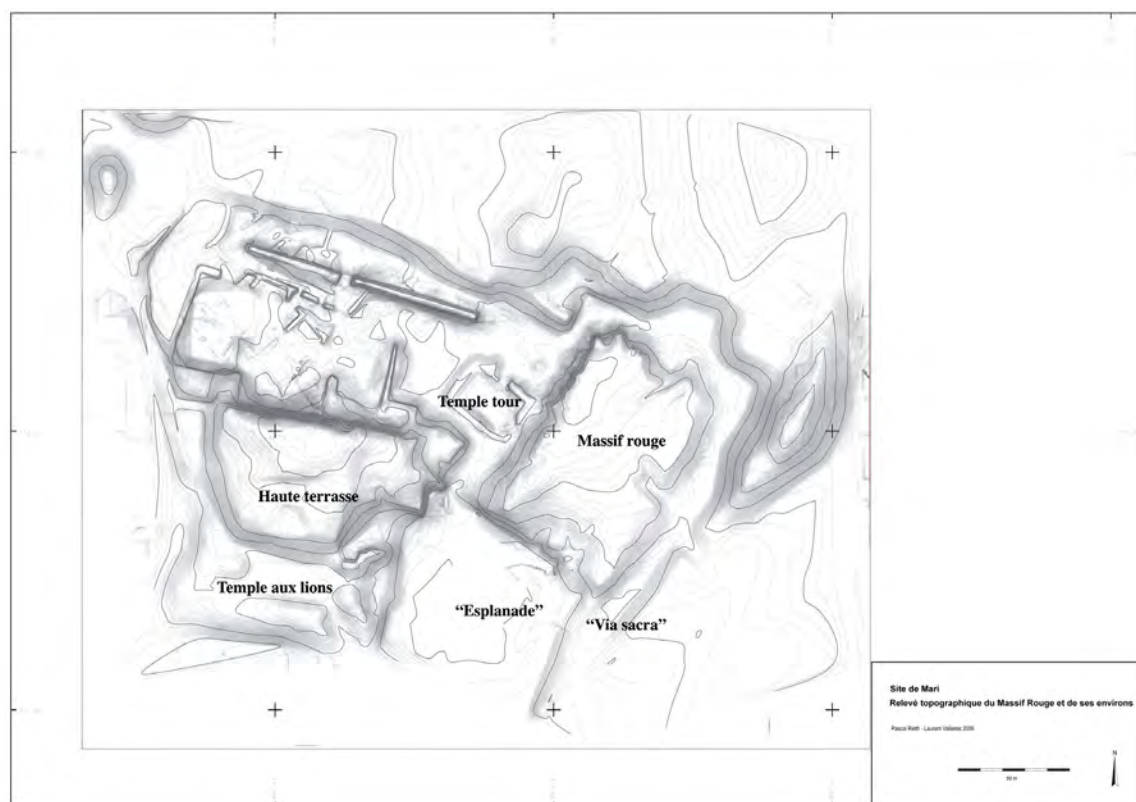 Temple tour
Massif rouge
Haute terrasse
Temple aux lions
“Esplanade”
“Via sacra”
Site de Mari
Relevé topographique du Massif Rouge et de ses environs
N